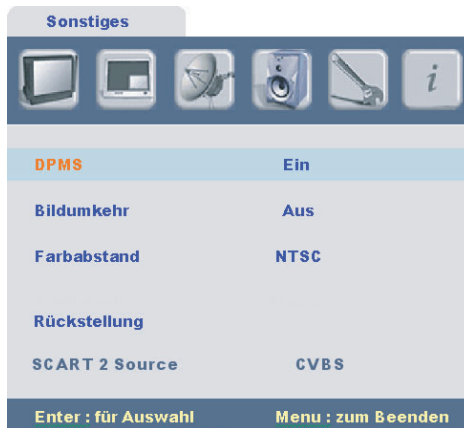 Sonstiges
i
DPMS Ein
Bildumkehr Aus
Farbabstand NTSC
Rückstellung
SCART 2 Source CVBS
Enter : für Auswahl Menu : zum Beenden